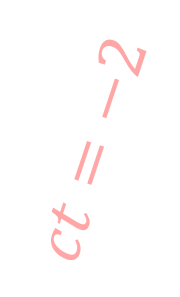 ct = −2